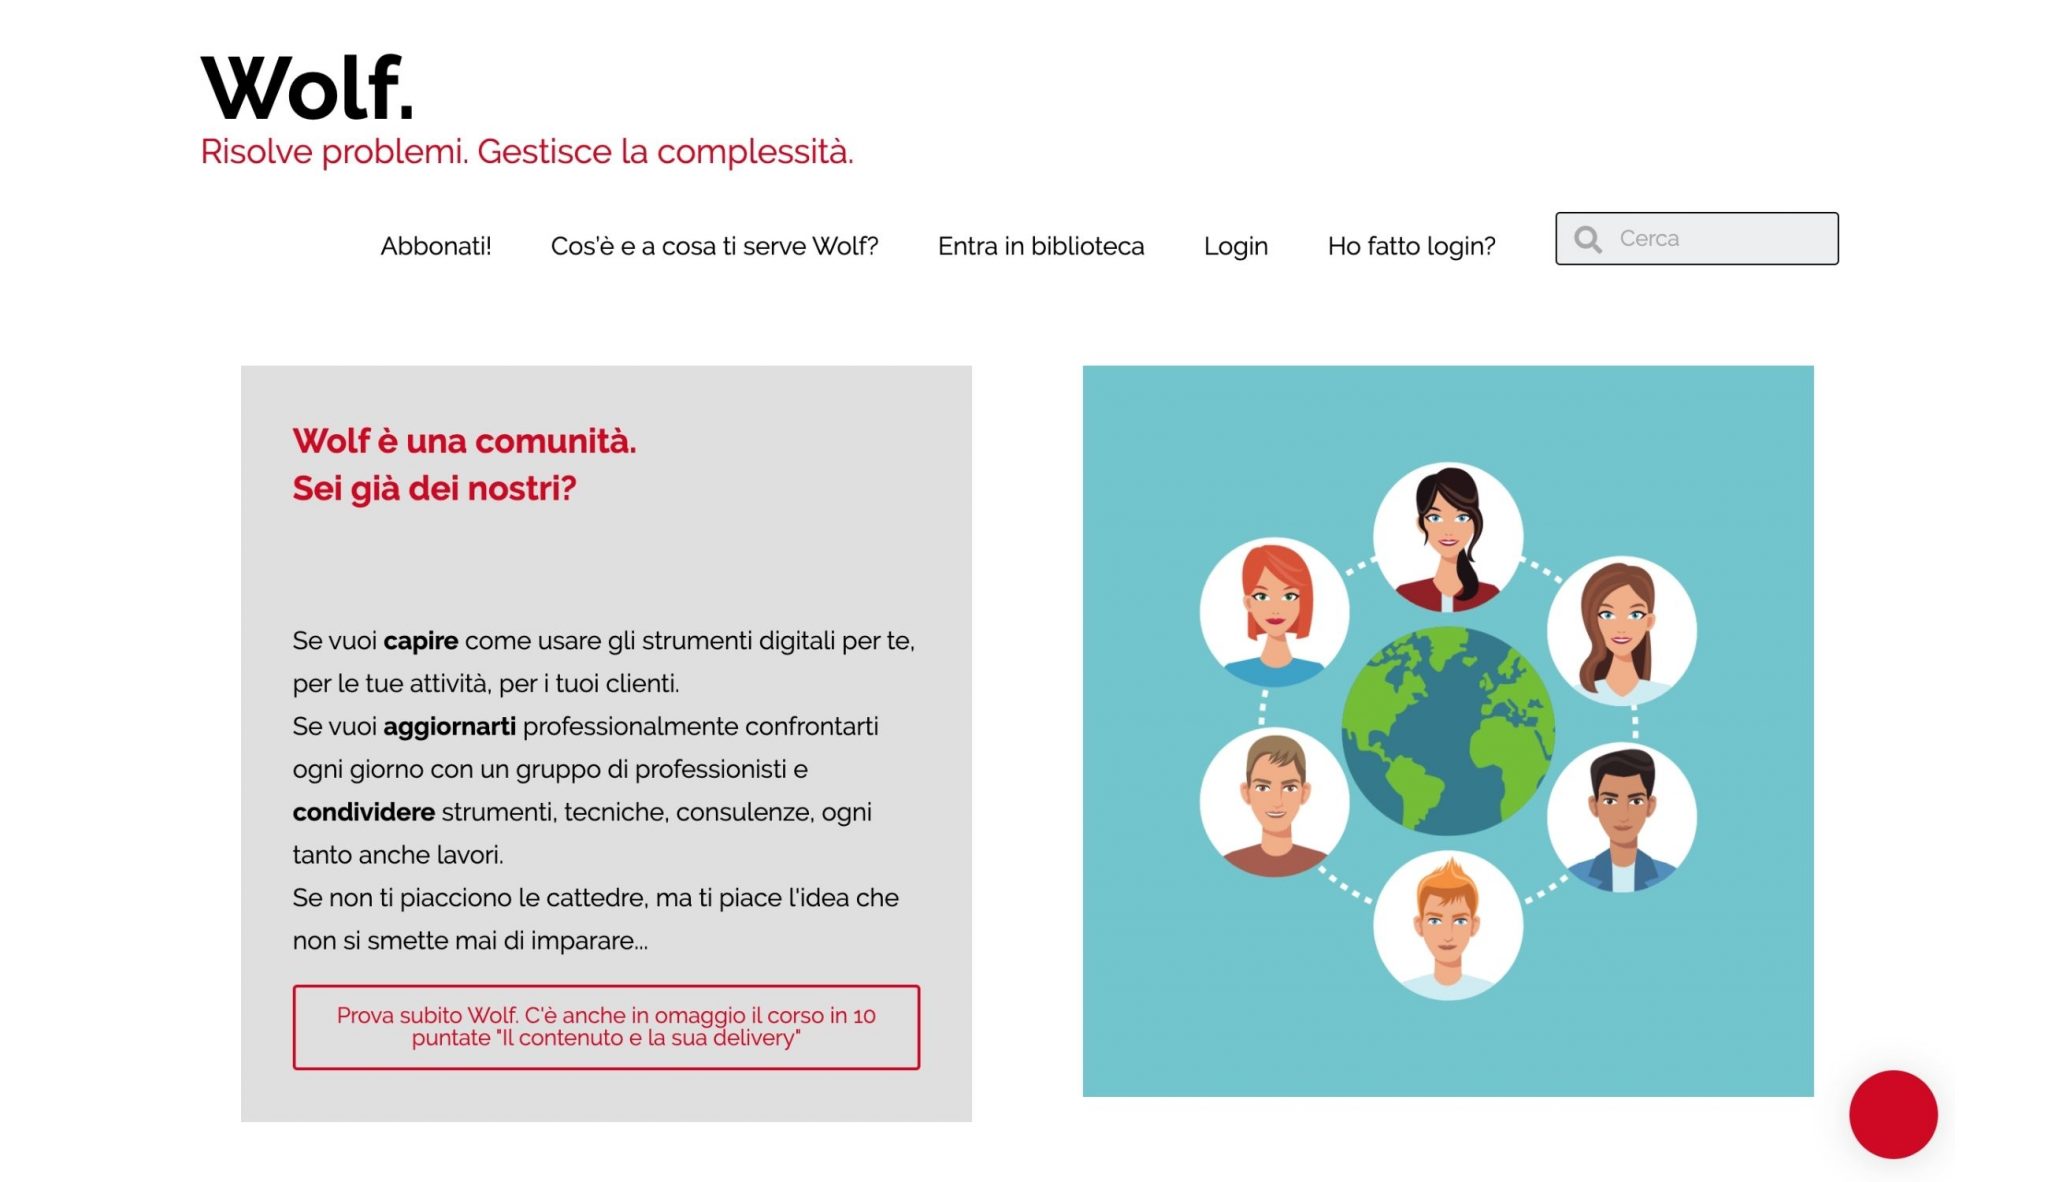 Wolf.
Risolve problemi. Gestisce la complessità.
Abbonati!
Cos’è e a cosa ti serve Wolf?
Entra in biblioteca
Login
Ho fatto login?
Cerca
Wolf è una comunità.
Sei già dei nostri?
Se vuoi capire come usare gli strumenti digitali per te,
per le tue attività, per i tuoi clienti.
Se vuoi aggiornarti professionalmente confrontarti
ogni giorno con un gruppo di professionisti e
condividere strumenti, tecniche, consulenze, ogni
tanto anche lavori.
Se non ti piacciono le cattedre, ma ti piace l'idea che
non si smette mai di imparare...
Prova subito Wolf. C'è anche in omaggio il corso in 10
puntate "Il contenuto e la sua delivery"